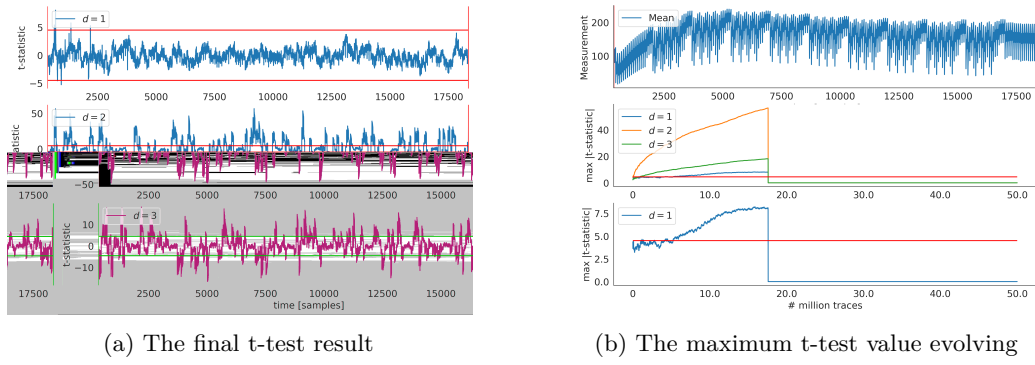 5
0
−5
t-statistic
d = 1
2500 5000 7500 10000 12500 15000 17500
50
0
−50
d = 2
17500 2500 5000 7500 10000 12500 15000
10
0
−10
t-statistic
d = 3
17500 2500 5000 7500 10000 12500 15000
time [samples]
(a) The final t-test result
200
100
Measurement
Mean
2500 5000 7500 10000 12500 15000 17500
40
20
0
max |t-statistic|
d = 1
d = 2
d = 3
0 10.0 20.0 30.0 40.0 50.0
7.5
5.0
2.5
0.0
max |t-statistic|
d = 1
0 10.0 20.0 30.0 40.0 50.0
# million traces
(b) The maximum t-test value evolving